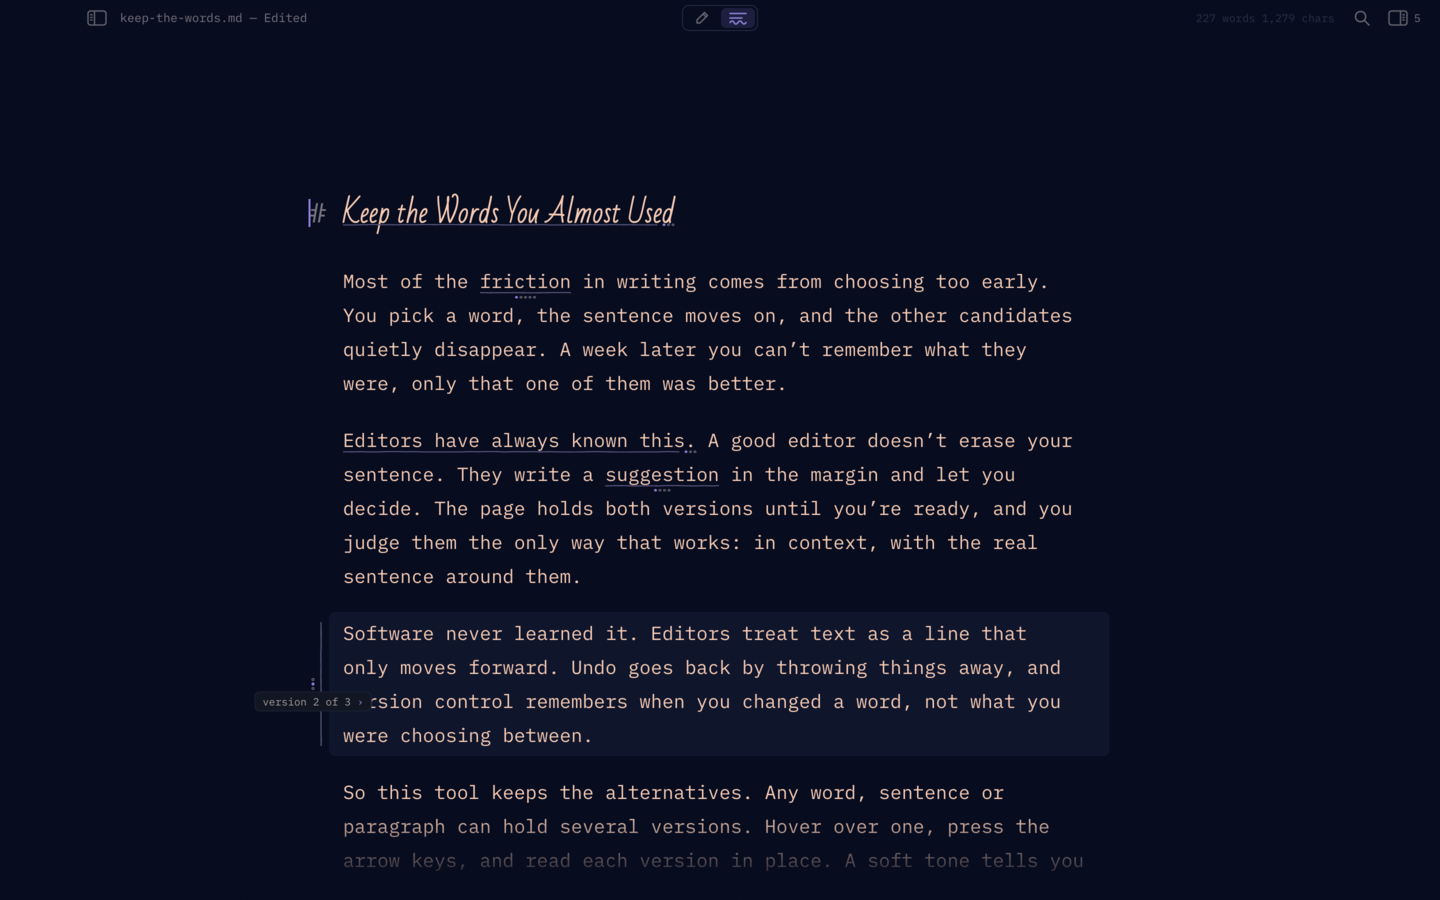 keep-the-words.md — Edited
227 words 1,279 chars
5
# Keep the Words You Almost Used
Most of the friction in writing comes from choosing too early.
You pick a word, the sentence moves on, and the other candidates
quietly disappear. A week later you can’t remember what they
were, only that one of them was better.
Editors have always known this. A good editor doesn’t erase your
sentence. They write a suggestion in the margin and let you
decide. The page holds both versions until you’re ready, and you
judge them the only way that works: in context, with the real
sentence around them.
Software never learned it. Editors treat text as a line that
only moves forward. Undo goes back by throwing things away, and
version 2 of 3 ›
rsion control remembers when you changed a word, not what you
were choosing between.
So this tool keeps the alternatives. Any word, sentence or
paragraph can hold several versions. Hover over one, press the
arrow keys, and read each version in place. A soft tone tells you